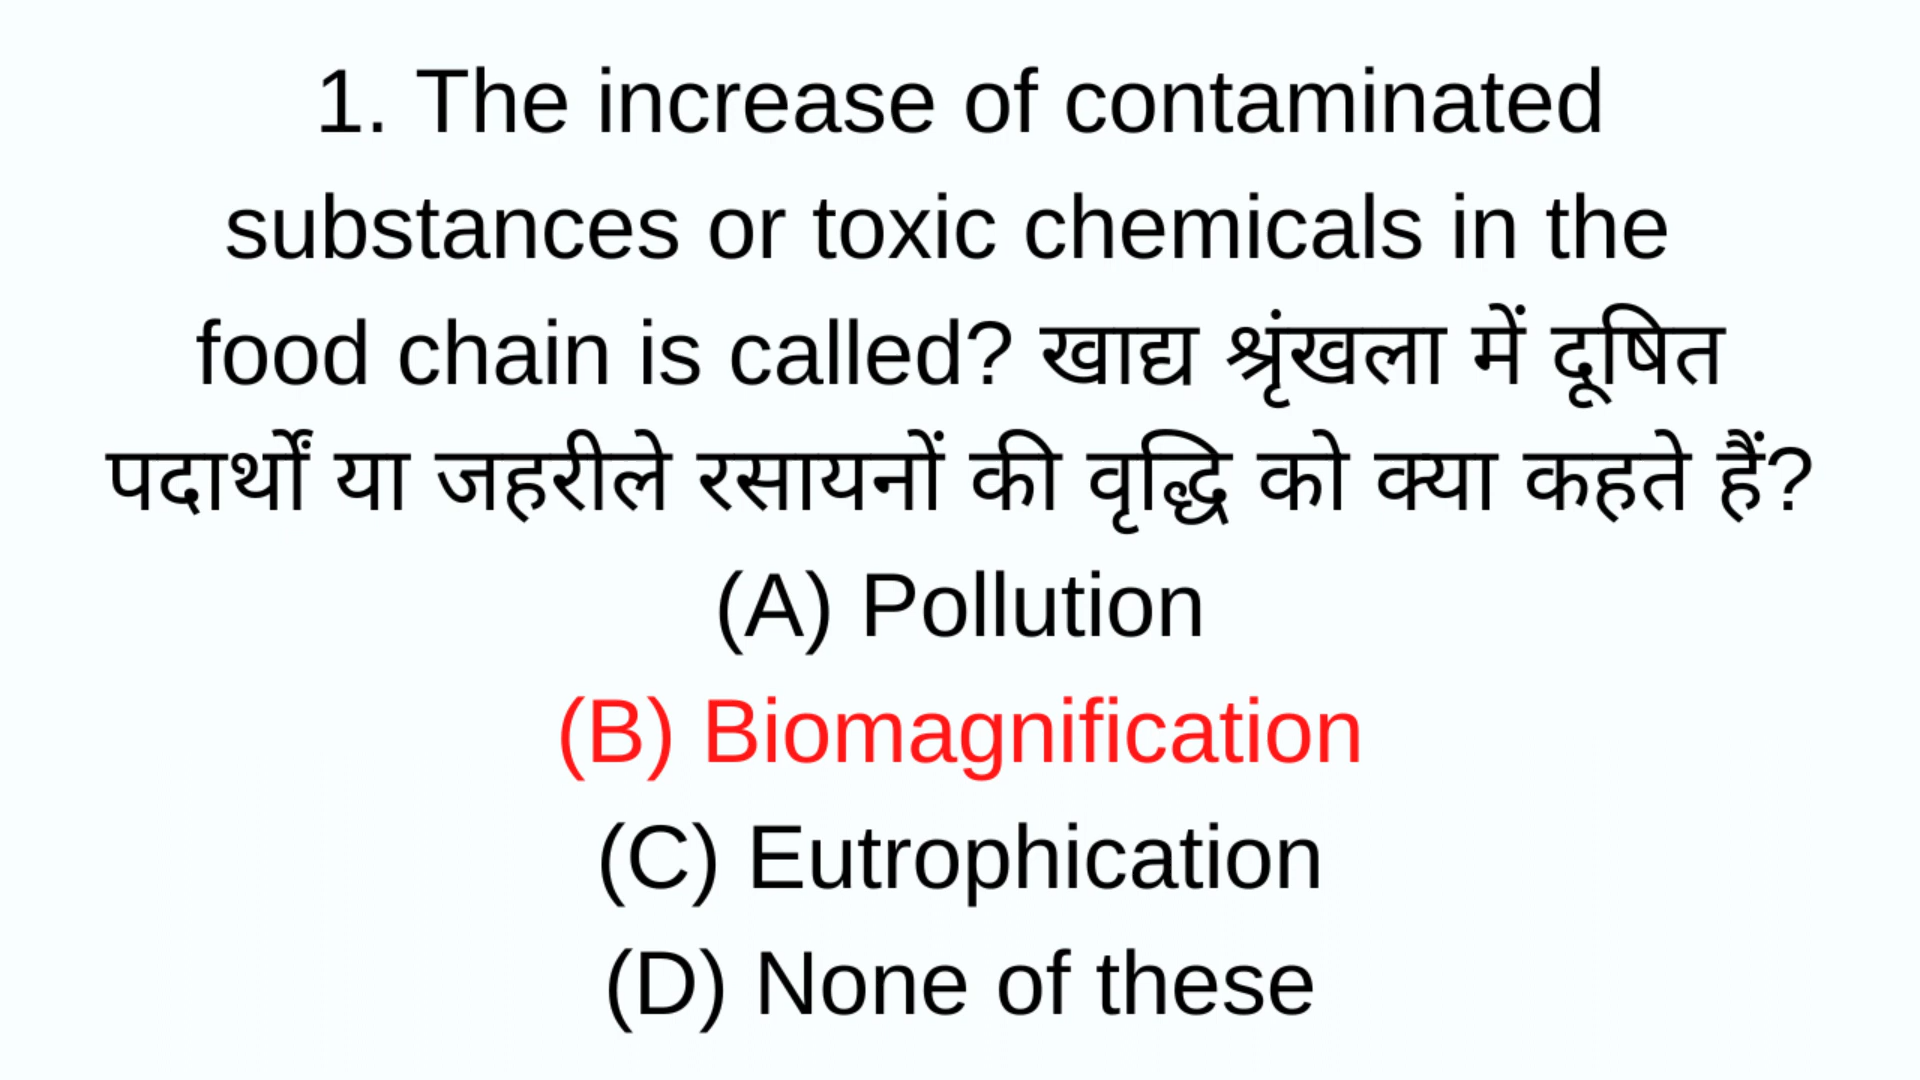 1. The increase of contaminated
substances or toxic chemicals in the
food chain is called? खाद्य श्रृंखला में दूषित
पदार्थों या जहरीले रसायनों की वृद्धि को क्या कहते हैं?
(A) Pollution
(B) Biomagnification
(C) Eutrophication
(D) None of these